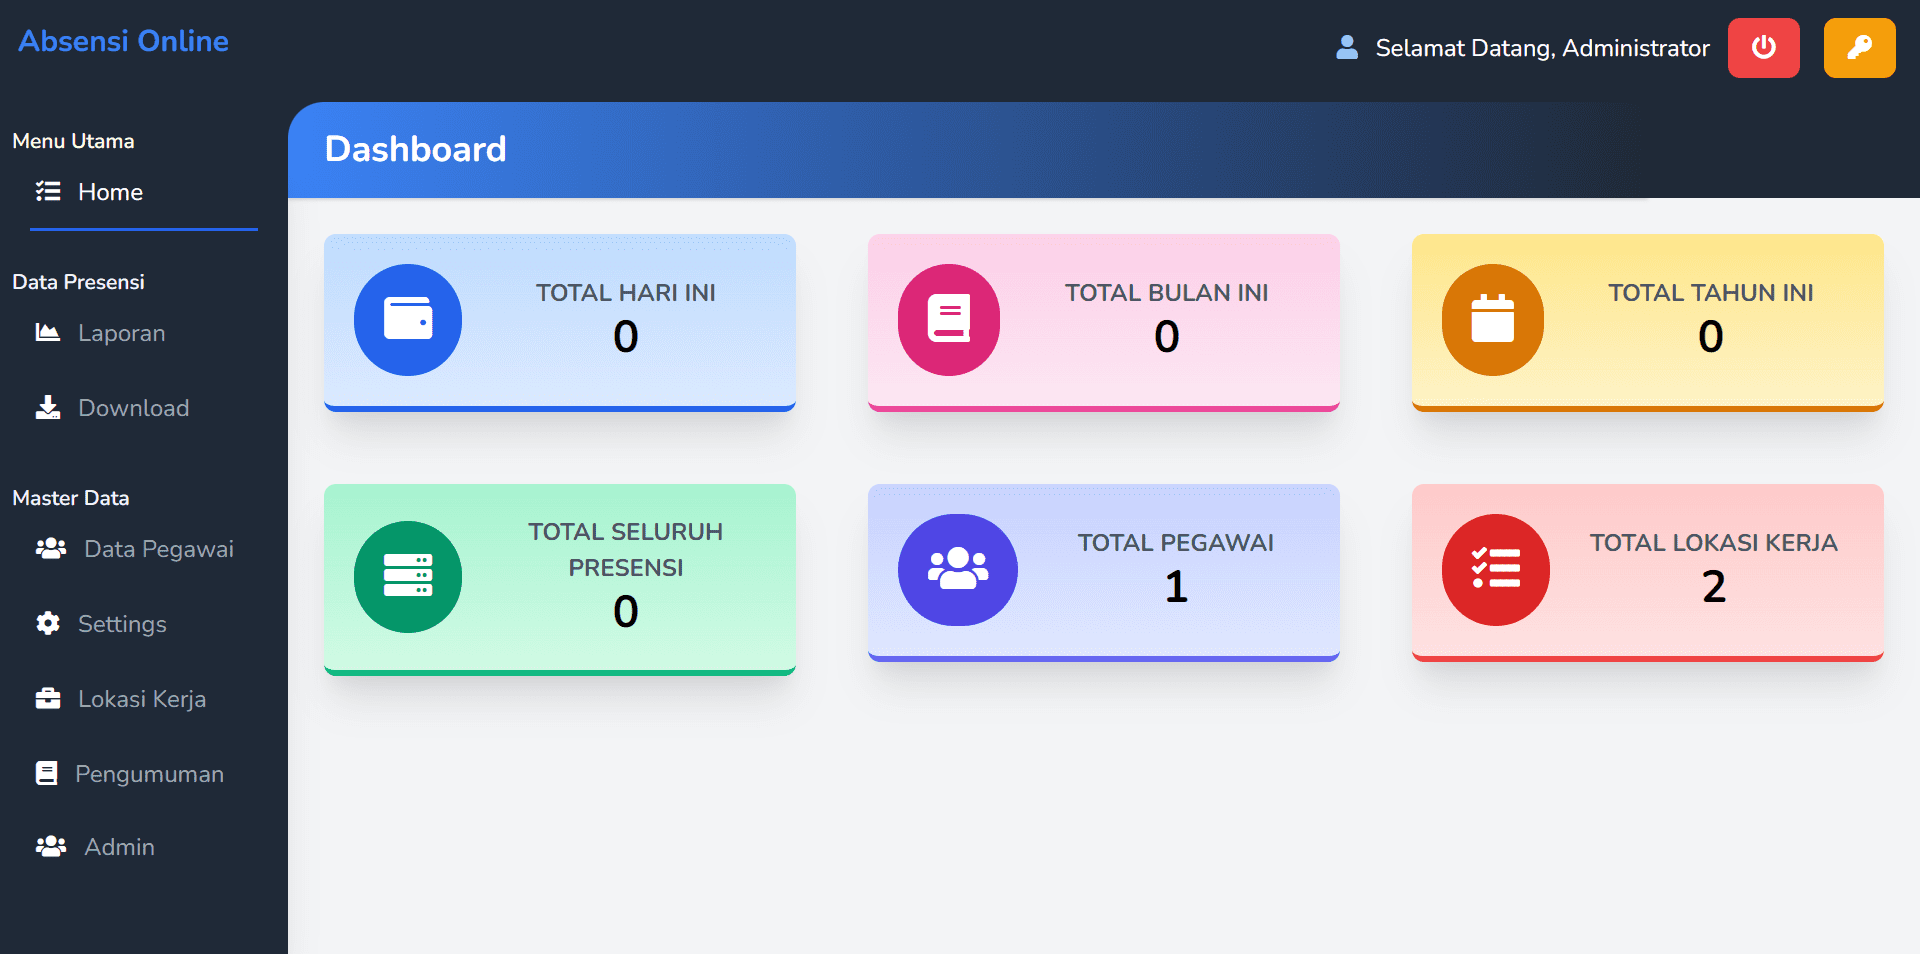 Absensi Online
Selamat Datang, Administrator
Menu Utama
Home
Data Presensi
Laporan
Download
Master Data
Data Pegawai
Settings
Lokasi Kerja
Pengumuman
Admin
Dashboard
TOTAL HARI INI
0
TOTAL BULAN INI
0
TOTAL TAHUN INI
0
TOTAL SELURUH
PRESENSI
0
TOTAL PEGAWAI
1
TOTAL LOKASI KERJA
2